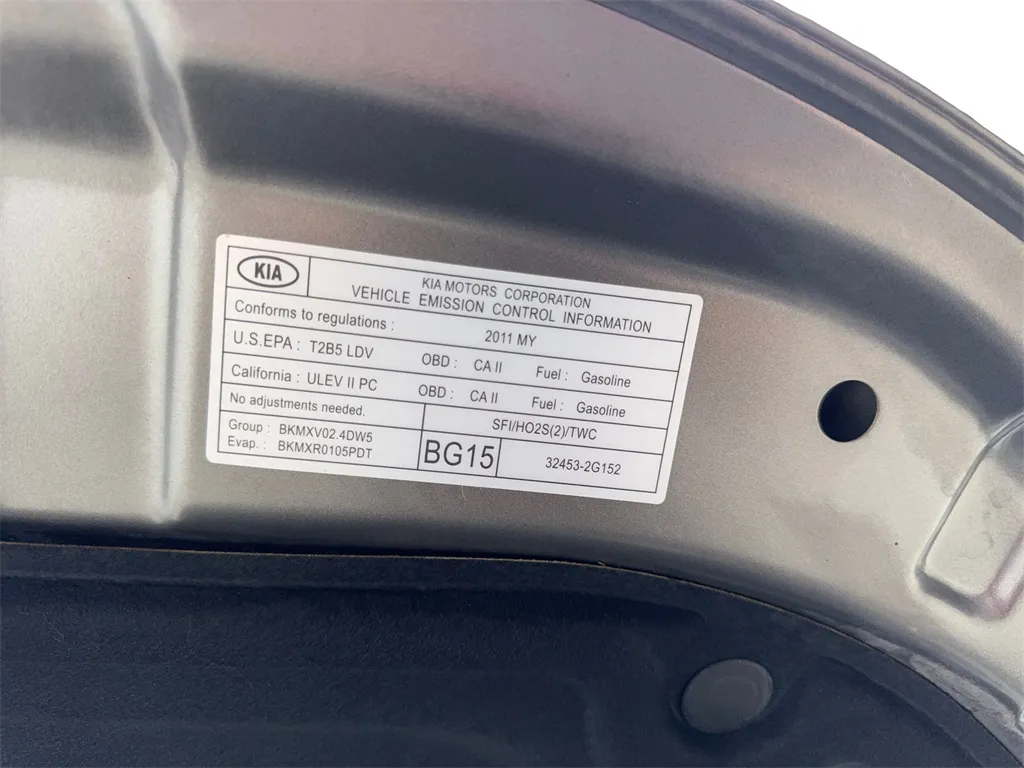 KIA
KIA MOTORS CORPORATION
VEHICLE EMISSION CONTROL INFORMATION
Conforms to regulations : 2011 MY
U.S.EPA : T2B5 LDV OBD : CA II Fuel : Gasoline
California : ULEV II PC OBD : CA II Fuel : Gasoline
No adjustments needed. SFI/HO2S(2)/TWC
Group : BKMXV02.4DW5
Evap. : BKMXR0105PDT
BG15
32453-2G152